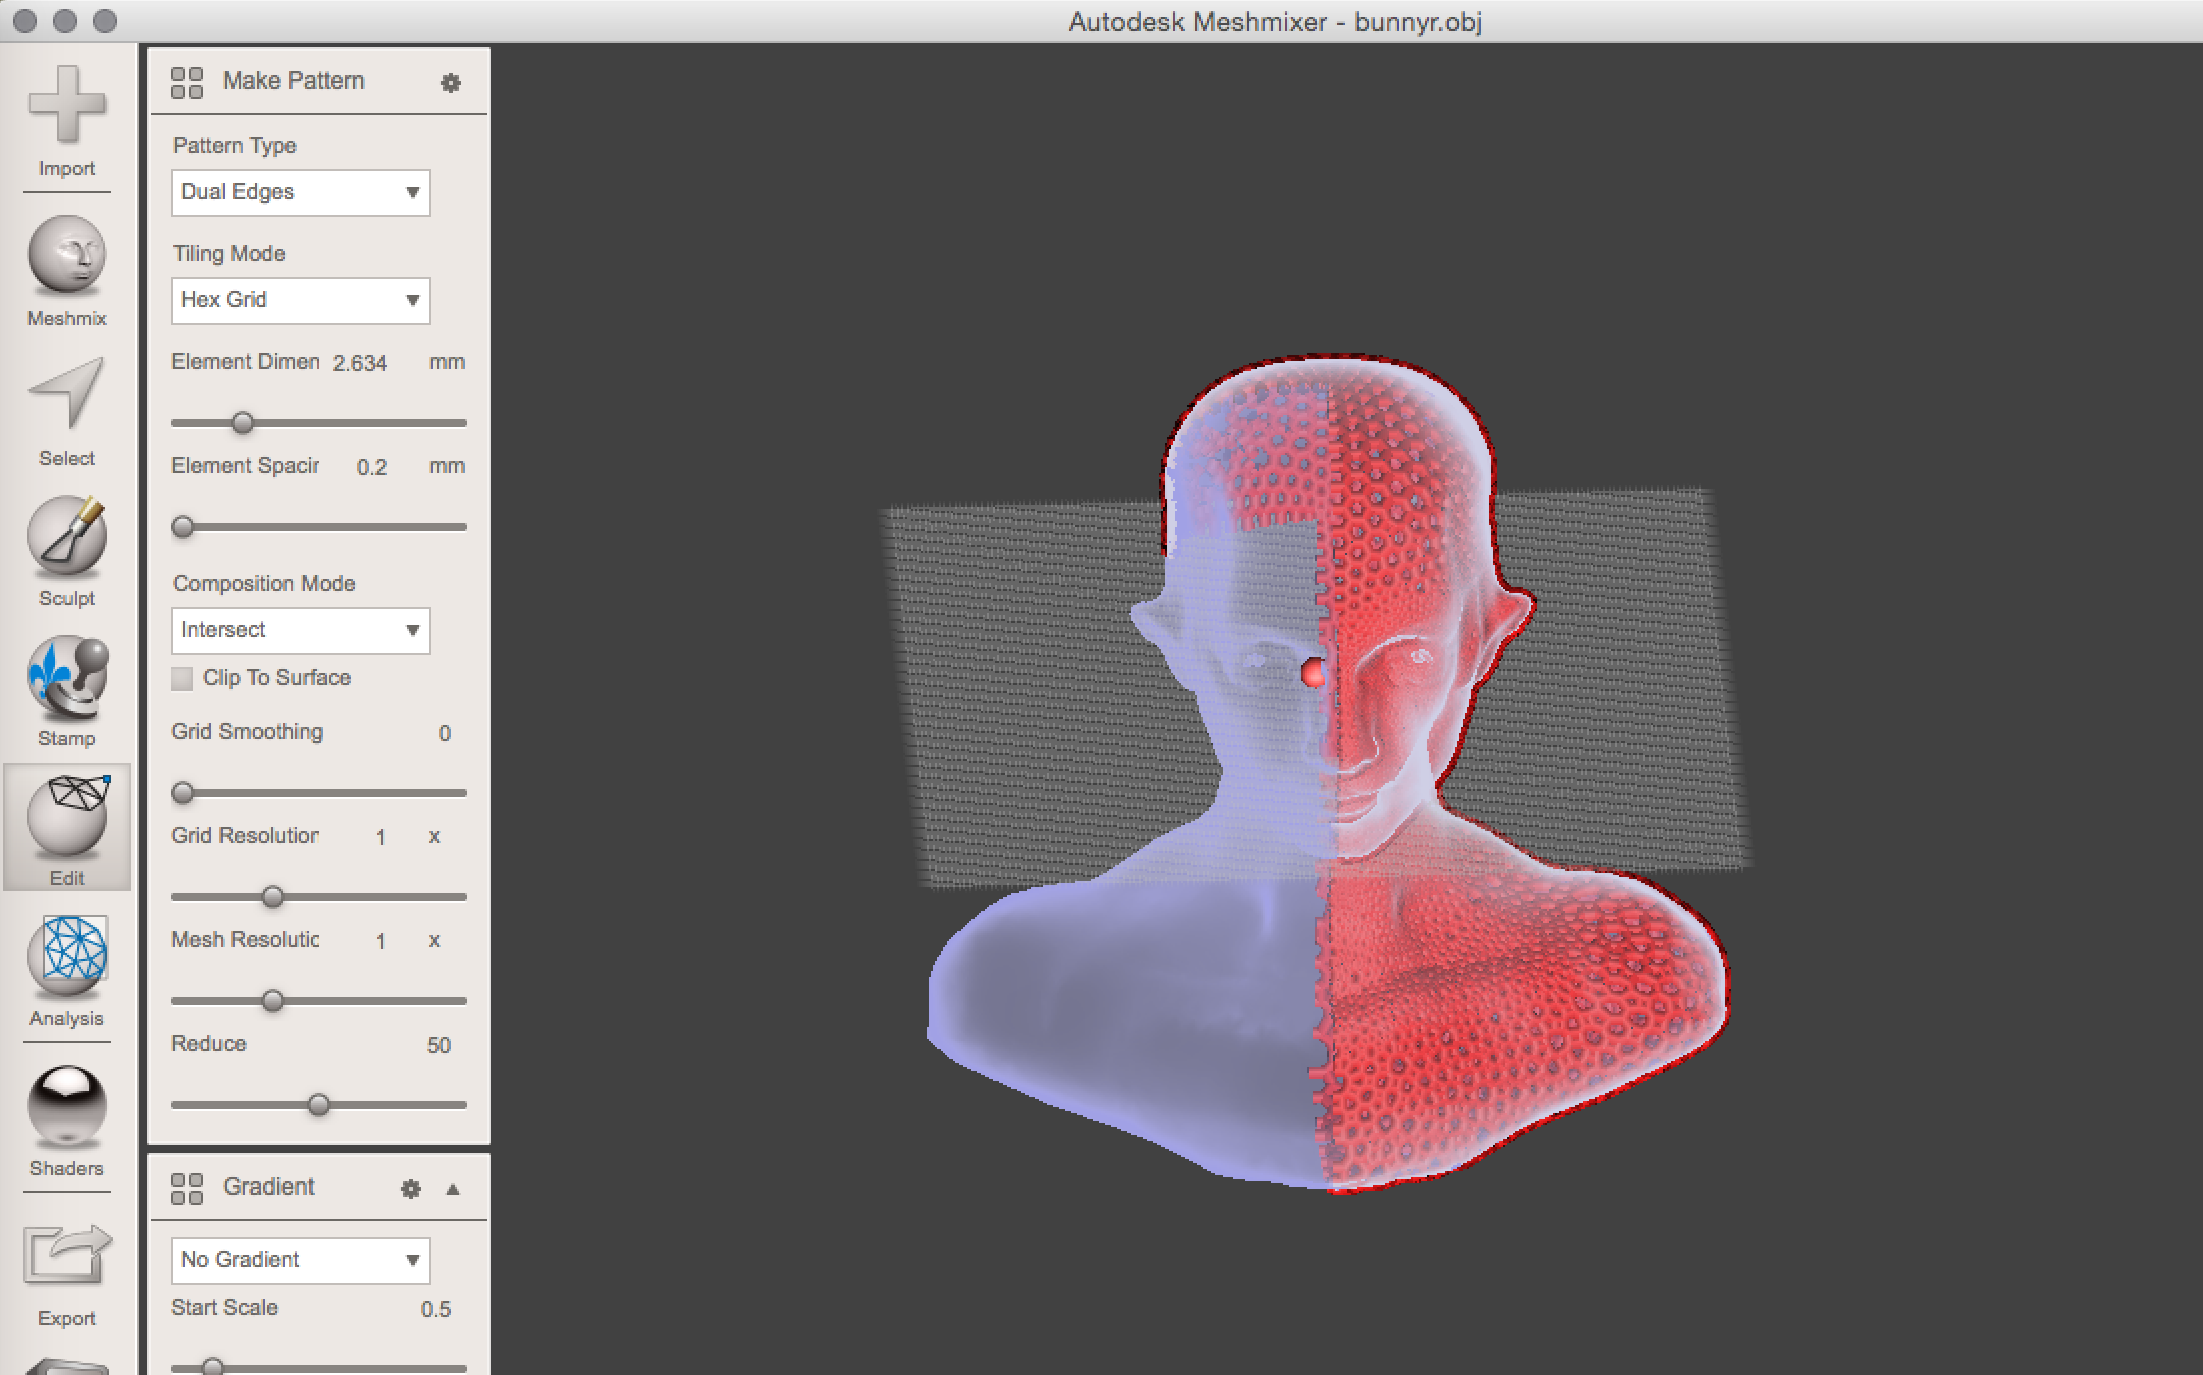 Autodesk Meshmixer - bunnyr.obj
Import
Meshmix
Select
Sculpt
Stamp
Edit
Analysis
Shaders
Export
Make Pattern
Pattern Type
Dual Edges
Tiling Mode
Hex Grid
Element Dimen 2.634 mm
Element Spacir 0.2 mm
Composition Mode
Intersect
Clip To Surface
Grid Smoothing 0
Grid Resolution 1 x
Mesh Resolutic 1 x
Reduce 50
Gradient
No Gradient
Start Scale 0.5